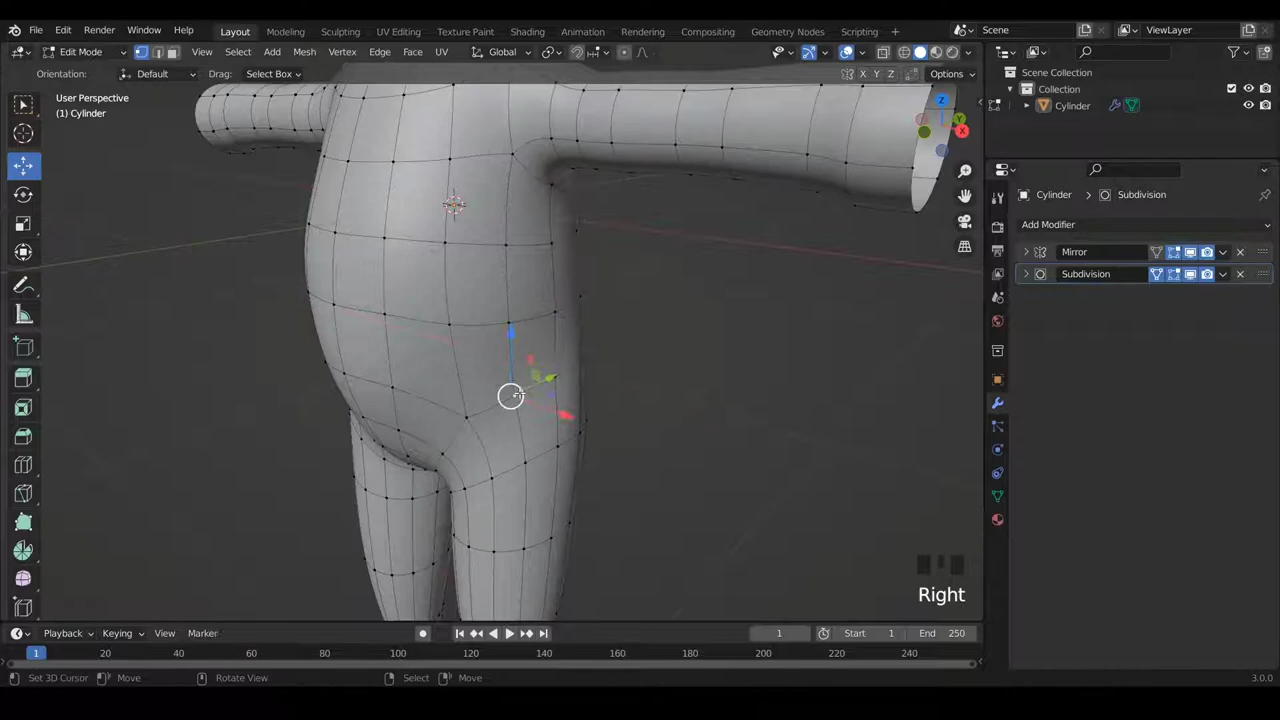 File Edit Render Window Help Layout Modeling Sculpting UV Editing Texture Paint Shading Animation Rendering Compositing Geometry Nodes Scripting + Scene ViewLayer
Edit Mode View Select Add Mesh Vertex Edge Face UV Global
Orientation: Default Drag: Select Box X Y Z Options
User Perspective
(1) Cylinder
Z
Y
X
Scene Collection
Collection
Cylinder
Cylinder > Subdivision
Add Modifier
Mirror
Subdivision
Right
Playback Keying View Marker 1 Start 1 End 250
1 20 40 60 80 100 120 140 160 180 200 220 240
Set 3D Cursor Move Rotate View Select Move 3.0.0